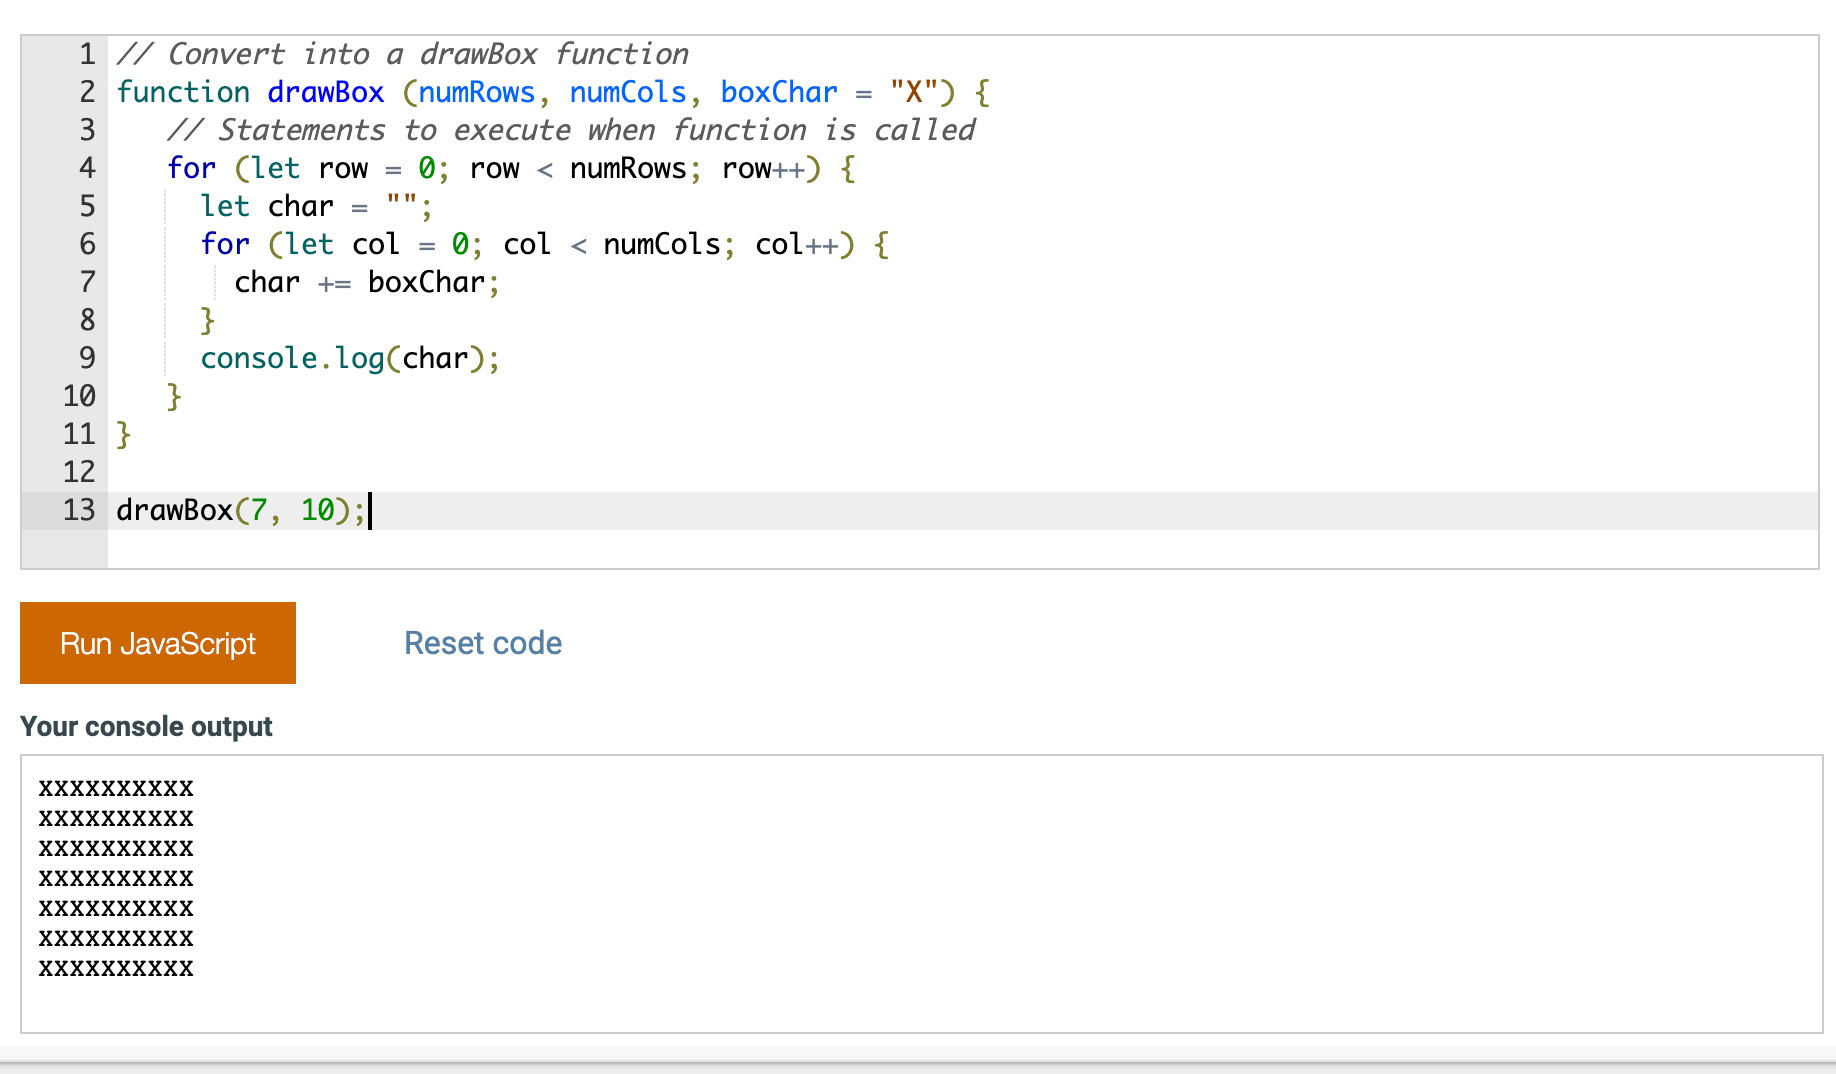 1 // Convert into a drawBox function
2 function drawBox (numRows, numCols, boxChar = "X") {
3    // Statements to execute when function is called
4    for (let row = 0; row < numRows; row++) {
5      let char = "";
6      for (let col = 0; col < numCols; col++) {
7        char += boxChar;
8      }
9      console.log(char);
10    }
11 }
12
13 drawBox(7, 10);
Run JavaScript Reset code
Your console output
XXXXXXXXXX
XXXXXXXXXX
XXXXXXXXXX
XXXXXXXXXX
XXXXXXXXXX
XXXXXXXXXX
XXXXXXXXXX